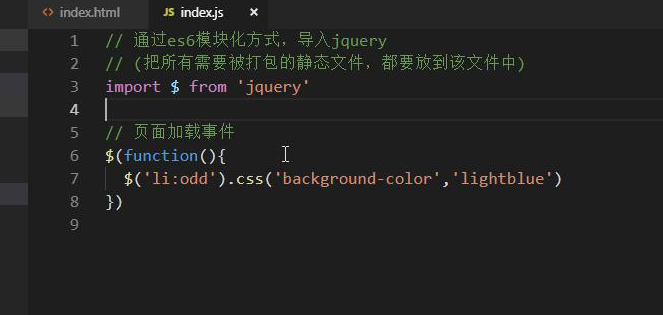 <> index.html JS index.js ×
1 // 通过es6模块化方式，导入jquery
2 // (把所有需要被打包的静态文件，都要放到该文件中)
3 import $ from 'jquery'
4
5 // 页面加载事件
6 $(function(){
7 $('li:odd').css('background-color','lightblue')
8 })
9